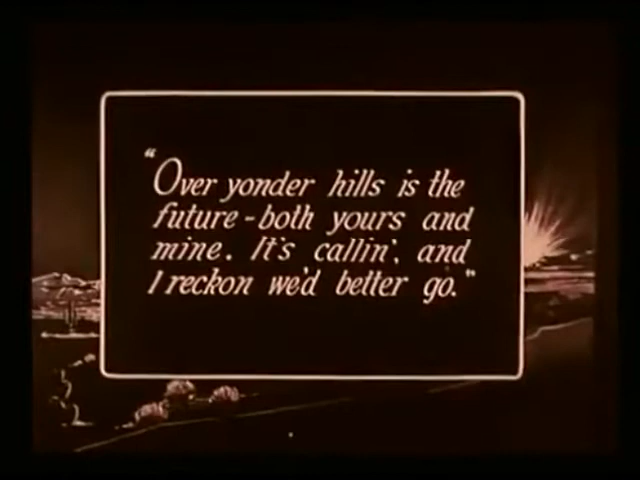 "Over yonder hills is the
future - both yours and
mine. It's callin', and
I reckon we'd better go."